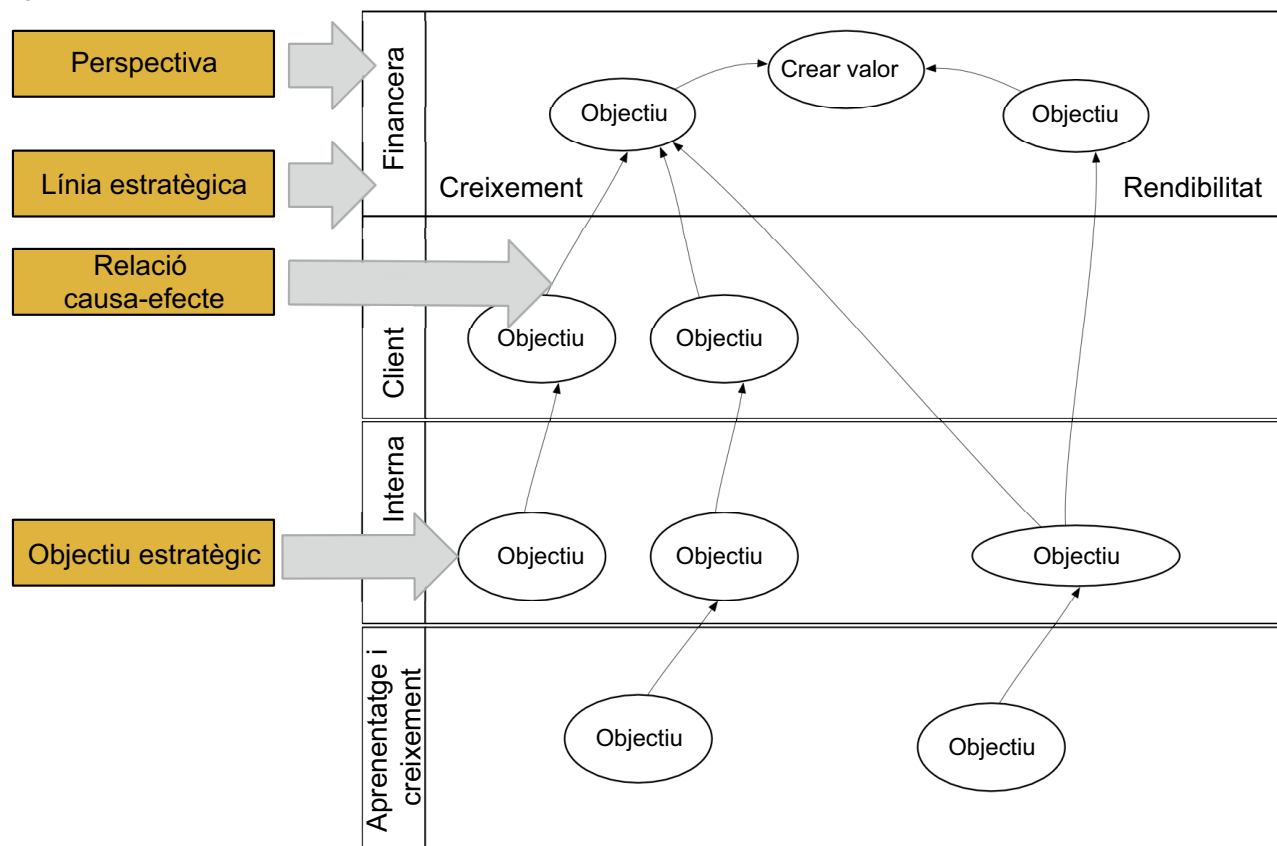 Perspectiva
Línia estratègica
Relació
causa-efecte
Objectiu estratègic
Financera
Crear valor
Objectiu
Objectiu
Creixement
Rendibilitat
Client
Objectiu
Objectiu
Interna
Objectiu
Objectiu
Objectiu
Aprenentatge i
creixement
Objectiu
Objectiu